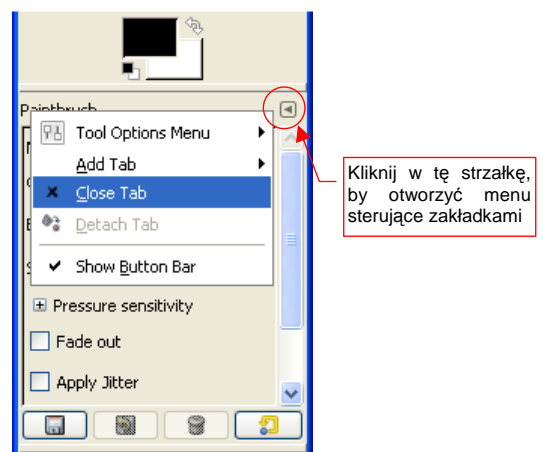 Paintbrush
Tool Options Menu
Add Tab
Close Tab
Detach Tab
Show Button Bar
Pressure sensitivity
Fade out
Apply Jitter
Kliknij w tę strzałkę,
by otworzyć menu
sterujące zakładkami